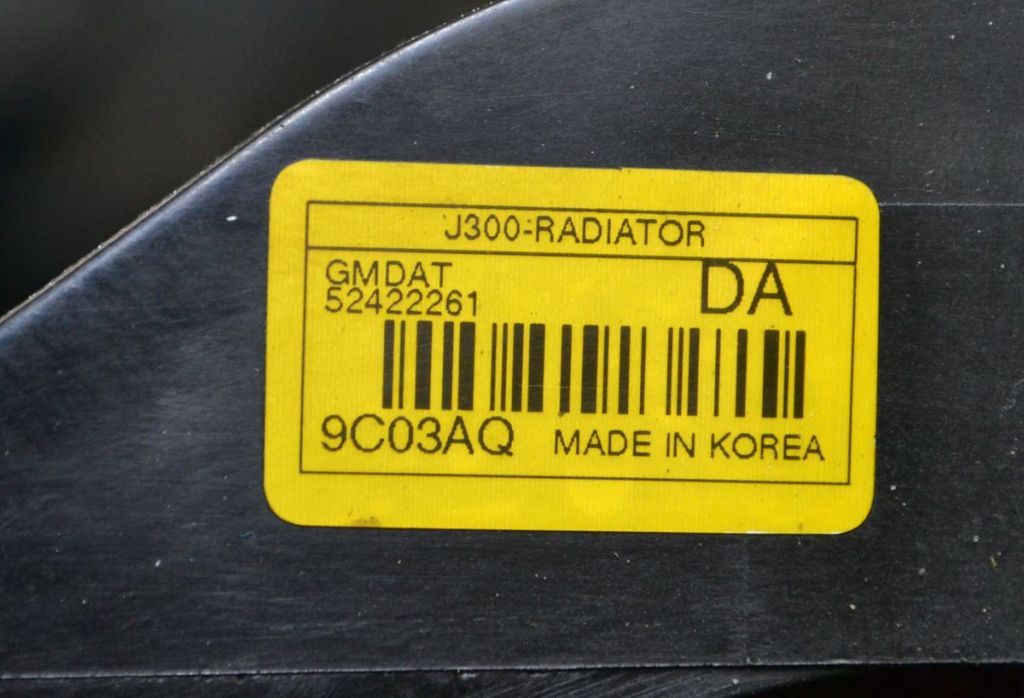 J300-RADIATOR
GMDAT DA
52422261
9C03AQ MADE IN KOREA